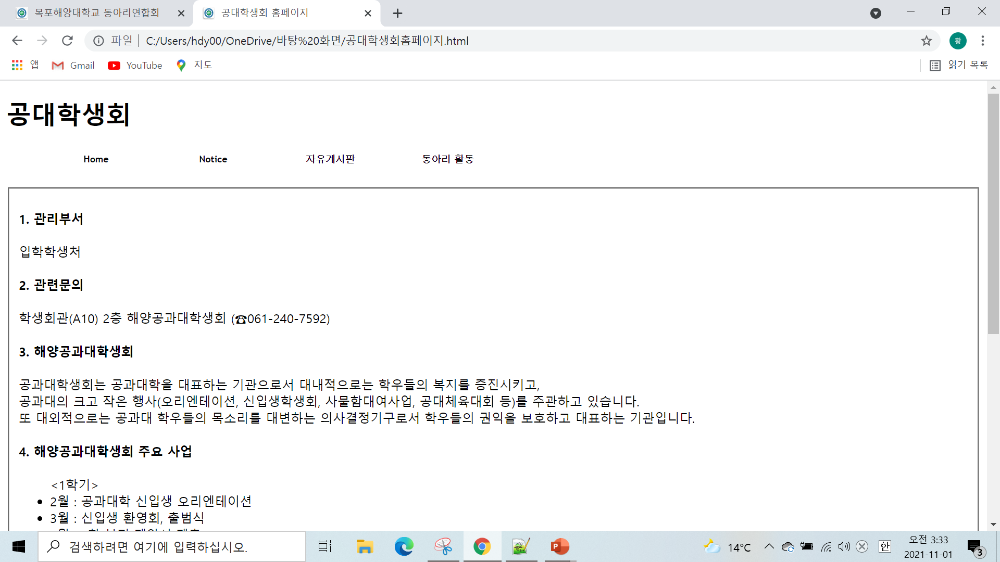 목포해양대학교 동아리연합회
공대학생회 홈페이지
파일 C:/Users/hdy00/OneDrive/바탕%20화면/공대학생회홈페이지.html
황
앱 Gmail YouTube 지도
읽기 목록
공대학생회
Home Notice 자유게시판 동아리 활동
1. 관리부서
입학학생처
2. 관련문의
학생회관(A10) 2층 해양공과대학생회 (☎061-240-7592)
3. 해양공과대학생회
공과대학생회는 공과대학을 대표하는 기관으로서 대내적으로는 학우들의 복지를 증진시키고,
공과대의 크고 작은 행사(오리엔테이션, 신입생학생회, 사물함대여사업, 공대체육대회 등)를 주관하고 있습니다.
또 대외적으로는 공과대 학우들의 목소리를 대변하는 의사결정기구로서 학우들의 권익을 보호하고 대표하는 기관입니다.
4. 해양공과대학생회 주요 사업
<1학기>
• 2월 : 공과대학 신입생 오리엔테이션
• 3월 : 신입생 환영회, 출범식
검색하려면 여기에 입력하십시오.
14°C
한
오전 3:33
2021-11-01
3